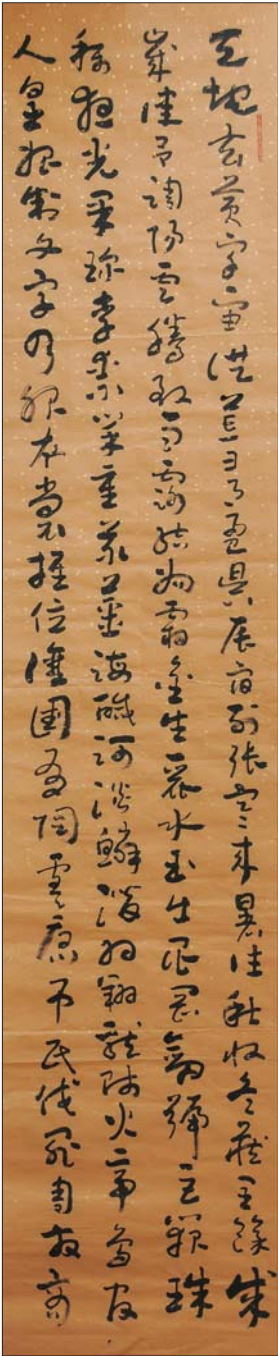 天地玄黃宇宙洪荒日月盈昃辰宿列張寒來暑往秋收冬藏閏餘成
歲律呂調陽雲騰致雨露結為霜金生麗水玉出崑岡劍號巨闕珠
稱夜光果珍李柰菜重芥薑海鹹河淡鱗潛羽翔龍師火帝鳥官
人皇始制文字乃服衣裳推位讓國有陶虞唐弔民伐罪周發商